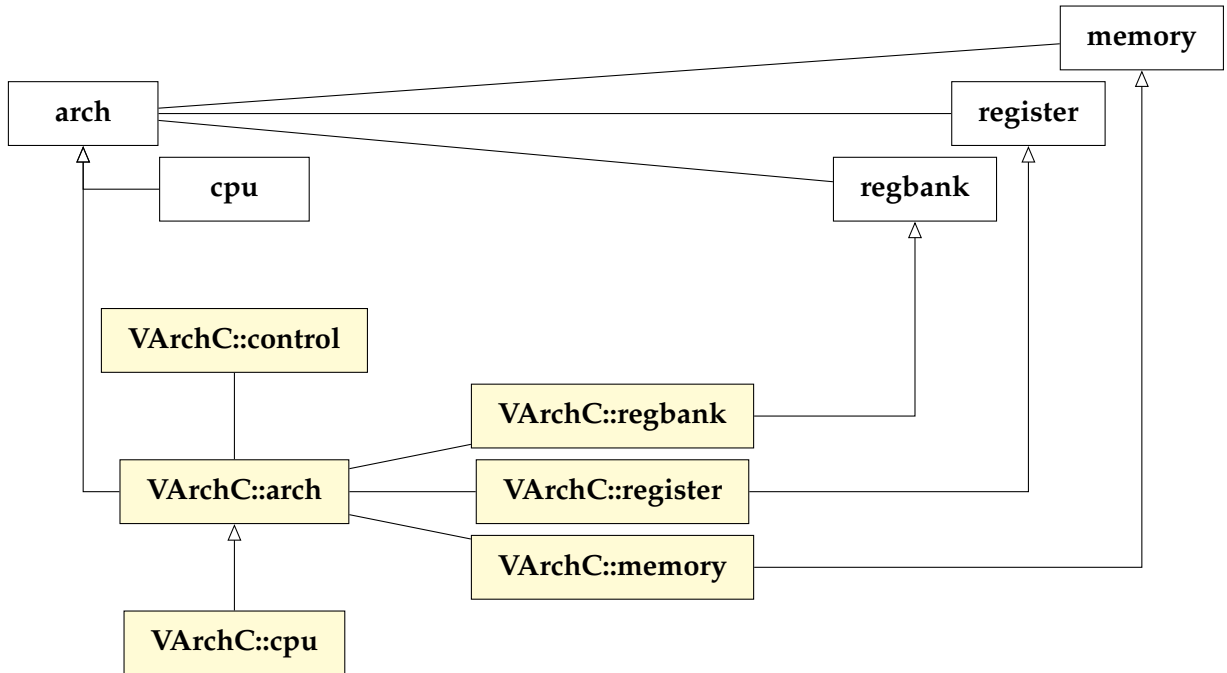 memory
arch
register
cpu
regbank
VArchC::control
VArchC::regbank
VArchC::arch
VArchC::register
VArchC::memory
VArchC::cpu